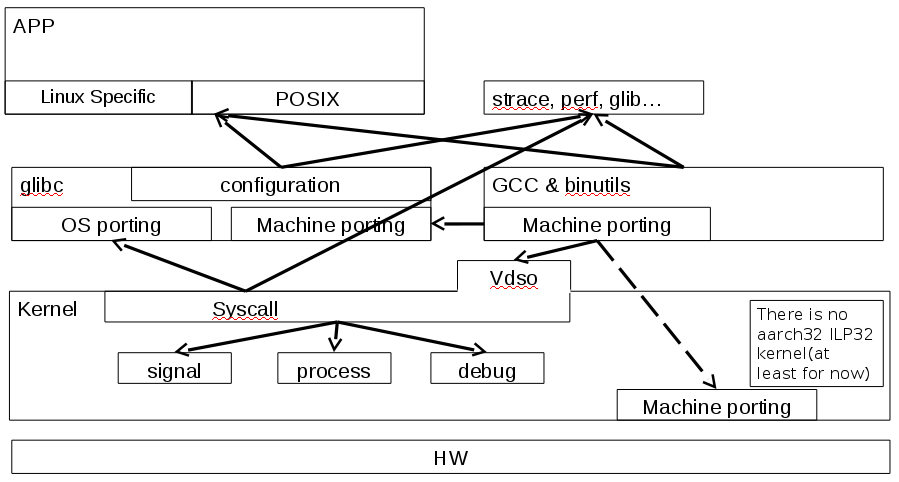 APP
Linux Specific
POSIX
strace, perf, glib...
glibc
configuration
OS porting
Machine porting
GCC & binutils
Machine porting
Vdso
Kernel
Syscall
signal
process
debug
There is no
aarch32 ILP32
kernel(at
least for now)
Machine porting
HW